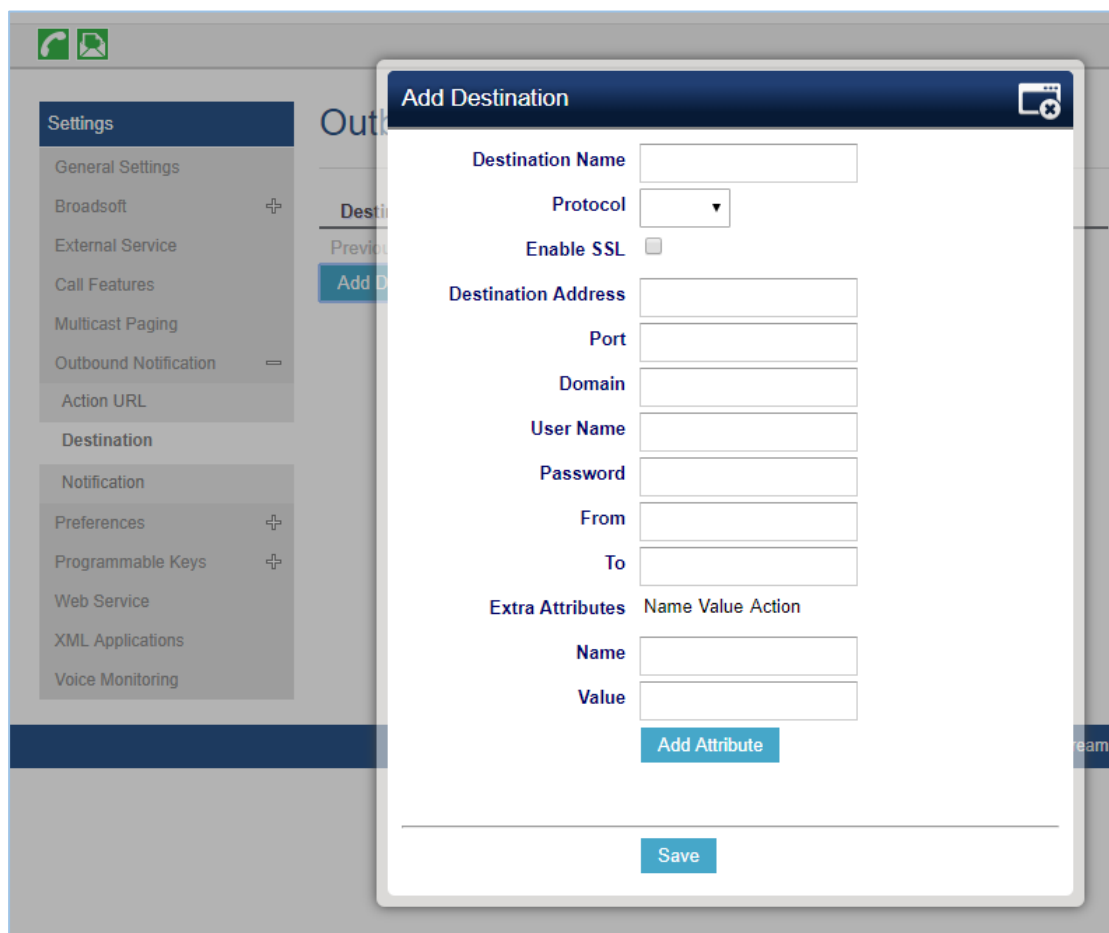 Settings
General Settings
Broadsoft
External Service
Call Features
Multicast Paging
Outbound Notification
Action URL
Destination
Notification
Preferences
Programmable Keys
Web Service
XML Applications
Voice Monitoring
Add Destination
Destination Name
Protocol
Enable SSL
Destination Address
Port
Domain
User Name
Password
From
To
Extra Attributes Name Value Action
Name
Value
Add Attribute
Save